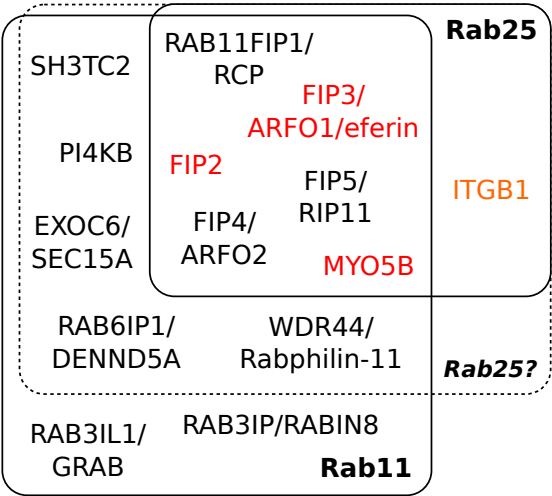 Rab25
RAB11FIP1/
RCP
SH3TC2
FIP3/
ARFO1/eferin
PI4KB
FIP2
FIP5/
RIP11
ITGB1
EXOC6/
SEC15A
FIP4/
ARFO2
MYO5B
RAB6IP1/
DENND5A
WDR44/
Rabphilin-11
Rab25?
RAB3IL1/
GRAB
RAB3IP/RABIN8
Rab11